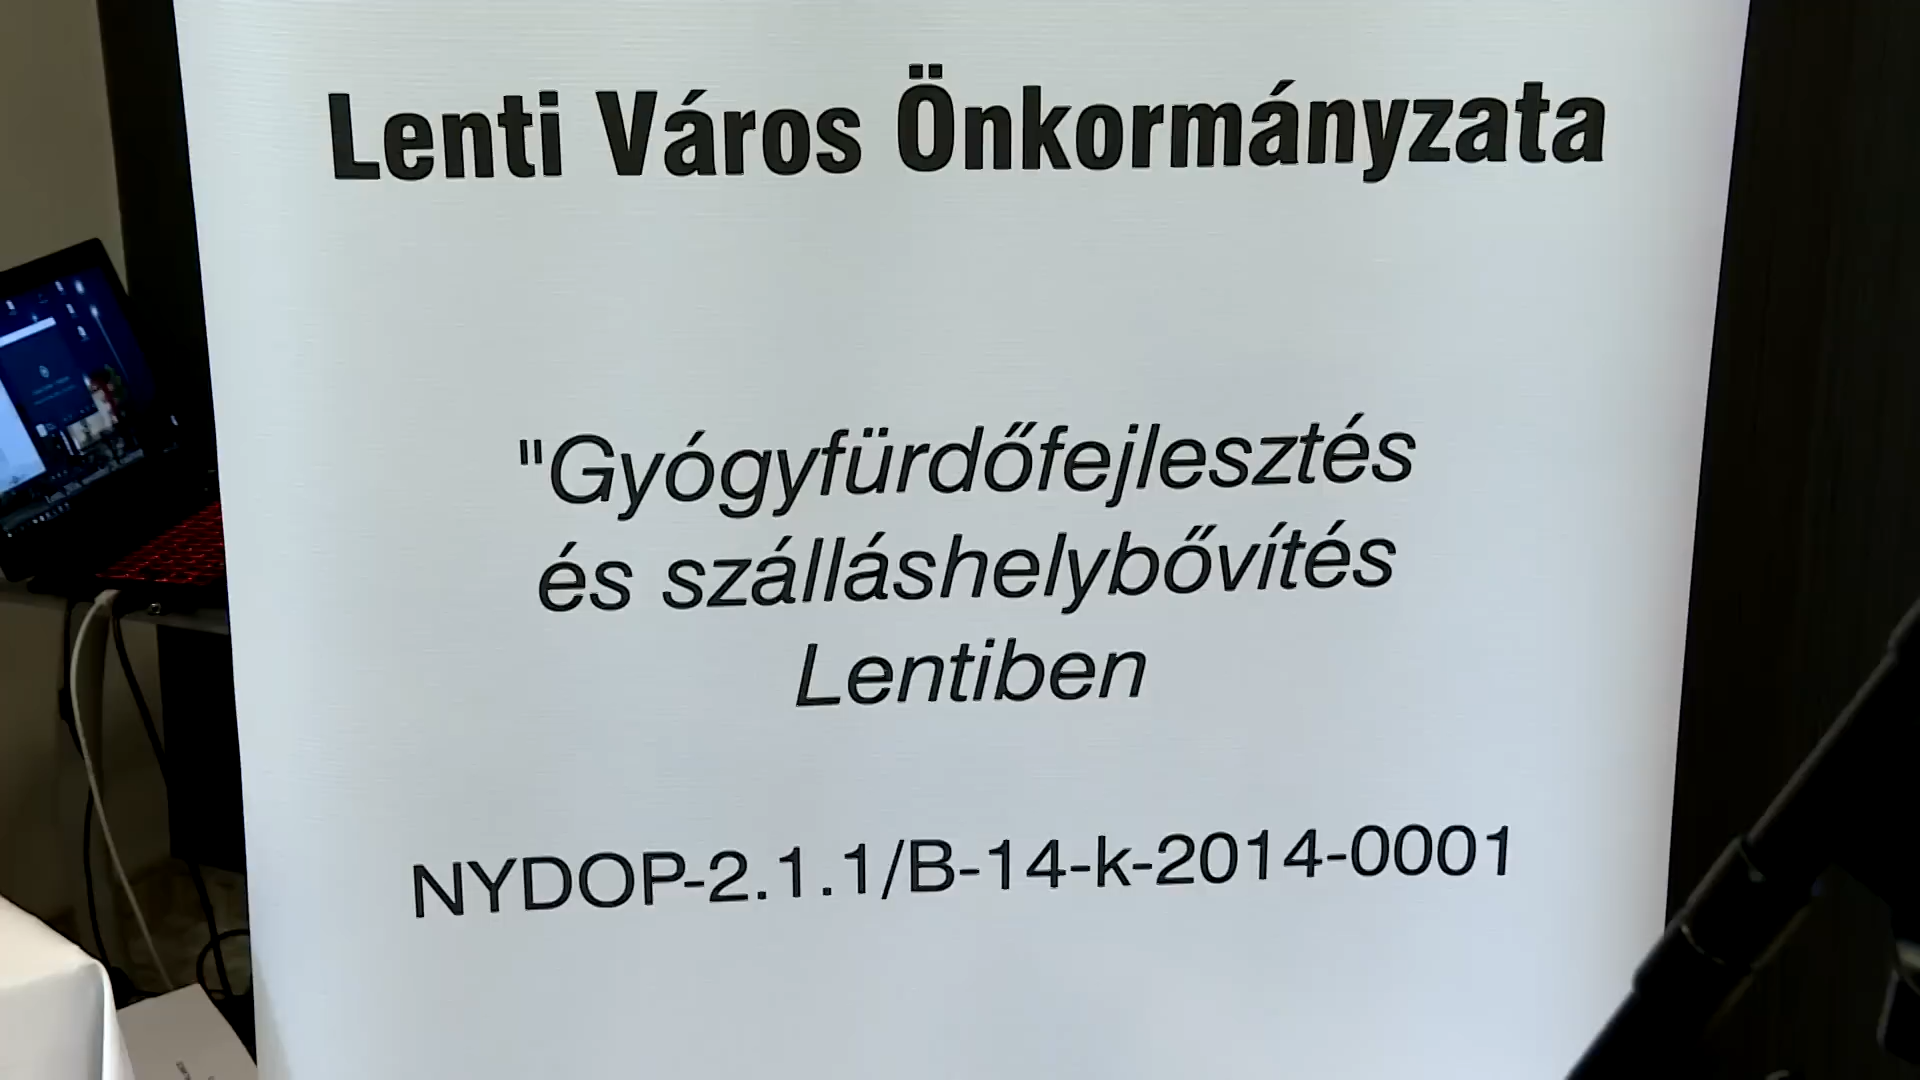 Lenti Város Önkormányzata
"Gyógyfürdőfejlesztés
és szálláshelybővítés
Lentiben
NYDOP-2.1.1/B-14-k-2014-0001